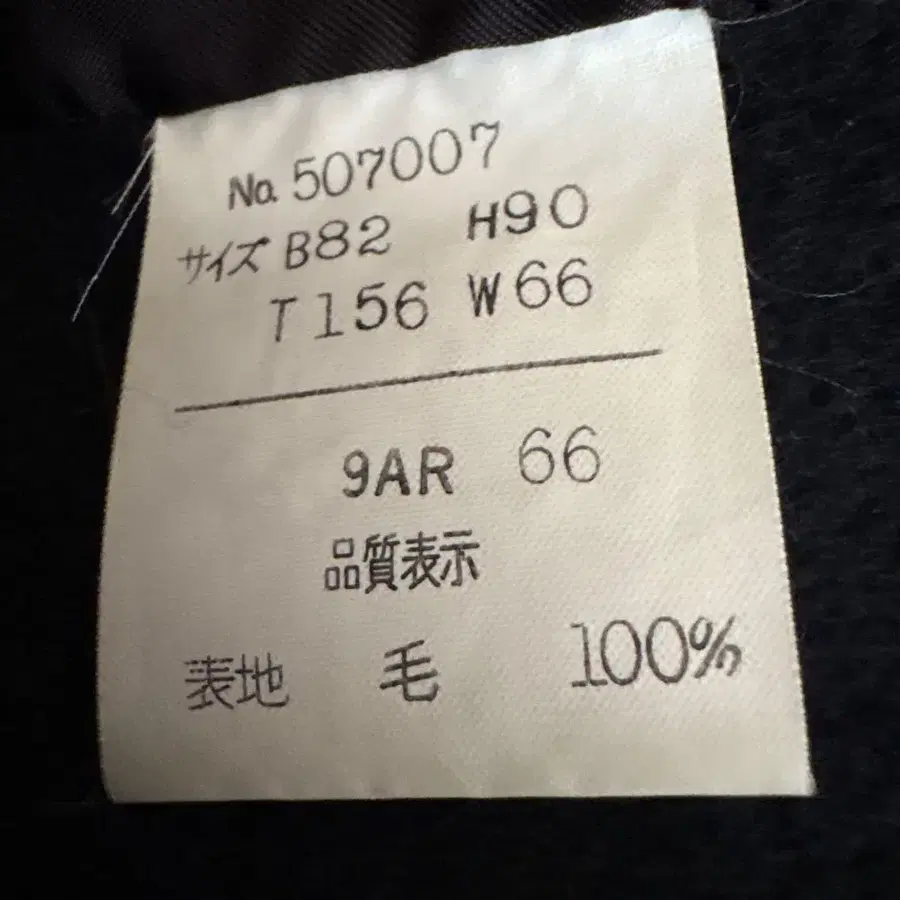 No. 507007
サイズ B82 H90
T156 W66
9AR 66
品質表示
表地 毛 100%